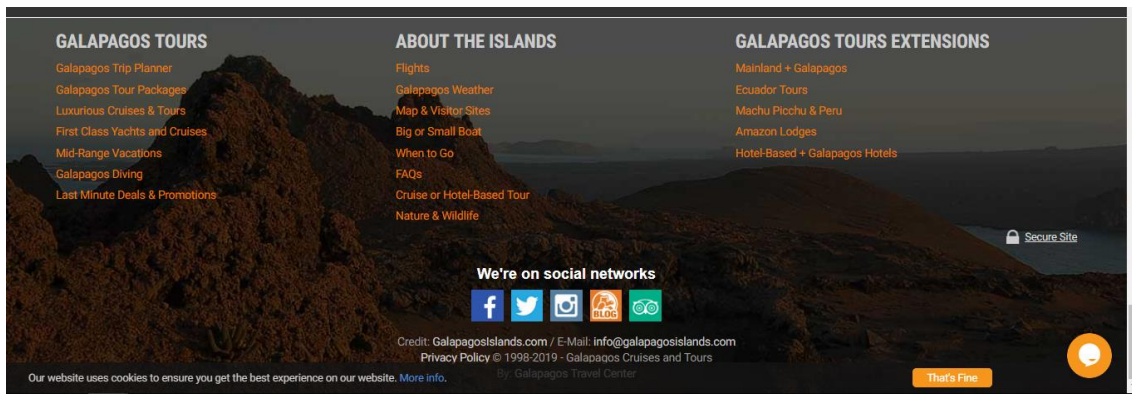 GALAPAGOS TOURS
Galapagos Trip Planner
Galapagos Tour Packages
Luxurious Cruises & Tours
First Class Yachts and Cruises
Mid-Range Vacations
Galapagos Diving
Last Minute Deals & Promotions
ABOUT THE ISLANDS
Flights
Galapagos Weather
Map & Visitor Sites
Big or Small Boat
When to Go
FAQs
Cruise or Hotel-Based Tour
Nature & Wildlife
GALAPAGOS TOURS EXTENSIONS
Mainland + Galapagos
Ecuador Tours
Machu Picchu & Peru
Amazon Lodges
Hotel-Based + Galapagos Hotels
Secure Site
We're on social networks
BLOG
Credit: GalapagosIslands.com / E-Mail: info@galapagosislands.com
Privacy Policy © 1998-2019 - Galapagos Cruises and Tours
By: Galapagos Travel Center
Our website uses cookies to ensure you get the best experience on our website. More info.
That's Fine